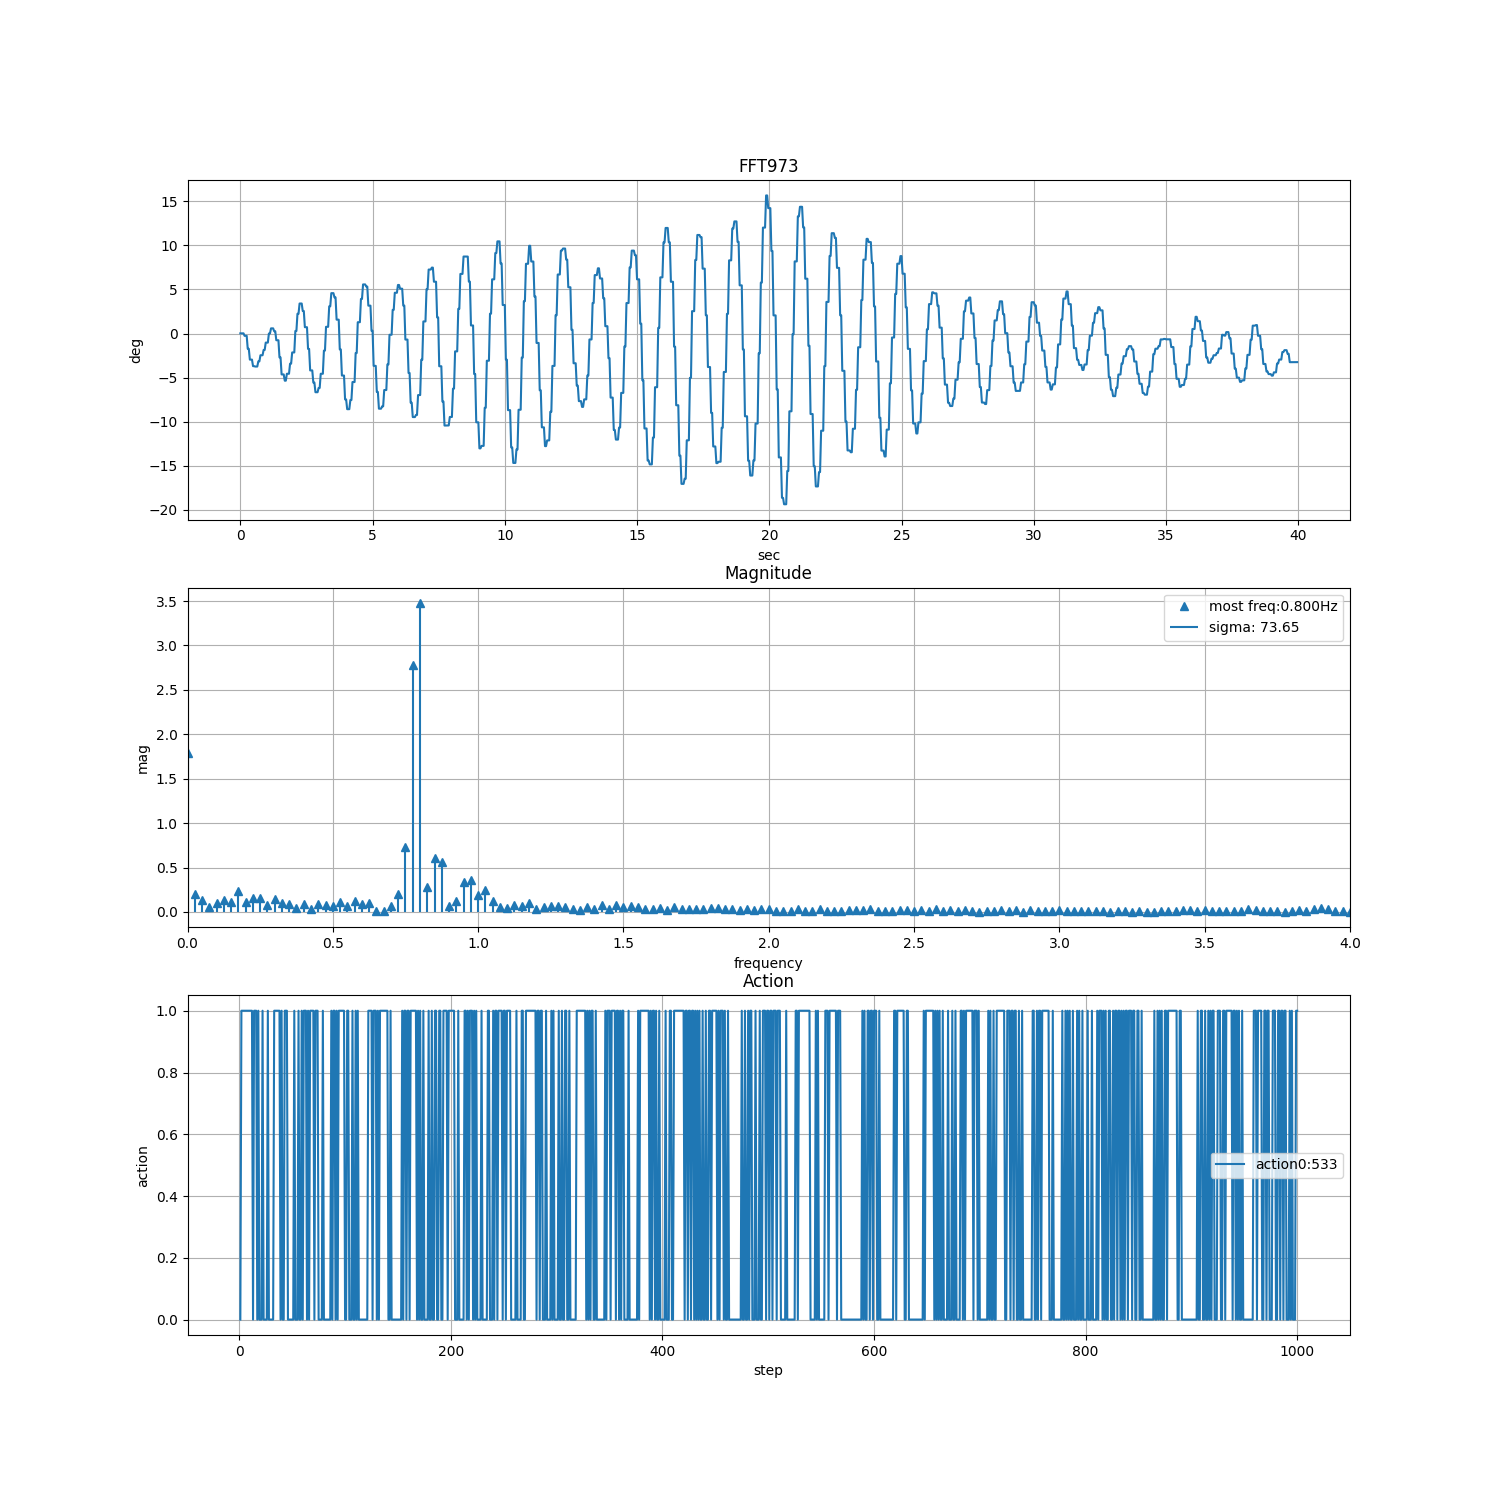 FFT973
15
10
5
0
−5
−10
−15
−20
deg
0 5 10 15 20 25 30 35 40
sec
Magnitude
3.5
3.0
2.5
2.0
1.5
1.0
0.5
0.0
mag
most freq:0.800Hz
sigma: 73.65
0.0 0.5 1.0 1.5 2.0 2.5 3.0 3.5 4.0
frequency
Action
1.0
0.8
0.6
0.4
0.2
0.0
action
action0:533
0 200 400 600 800 1000
step